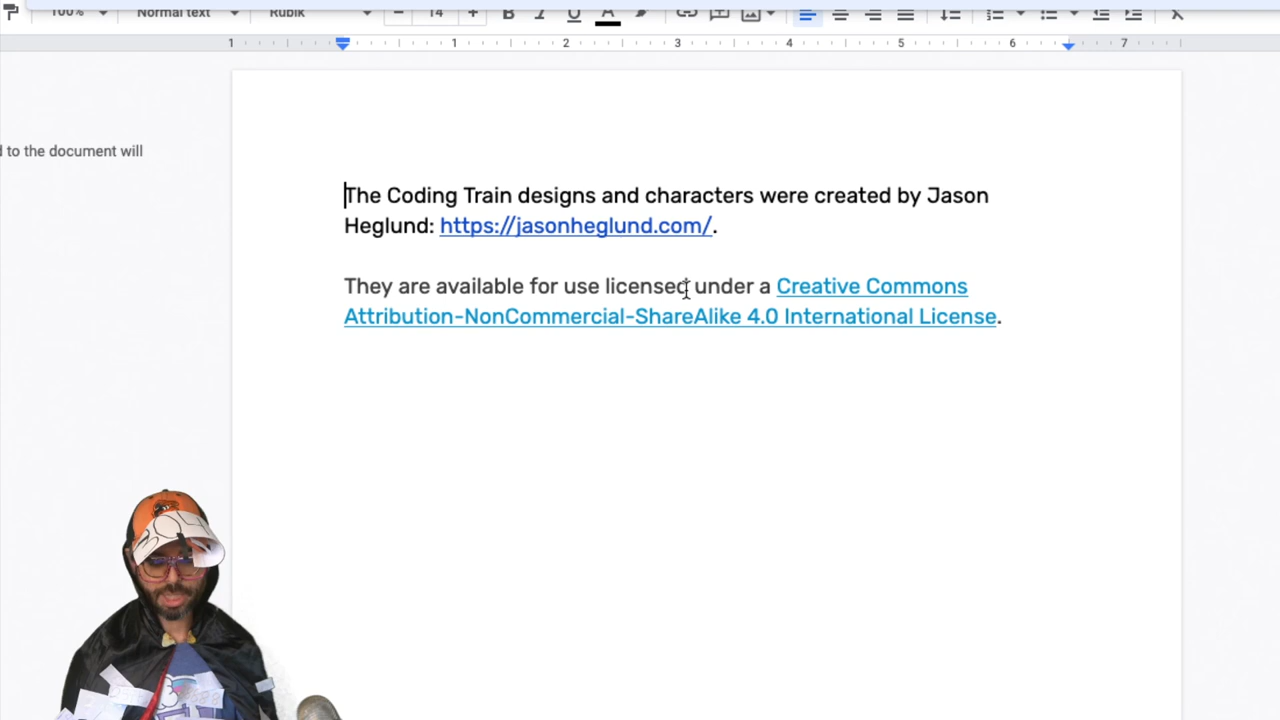 100% Normal text Rubik 14 B I U A
1 1 2 3 4 5 6 7
d to the document will
The Coding Train designs and characters were created by Jason
Heglund: https://jasonheglund.com/.
They are available for use licensed under a Creative Commons
Attribution-NonCommercial-ShareAlike 4.0 International License.